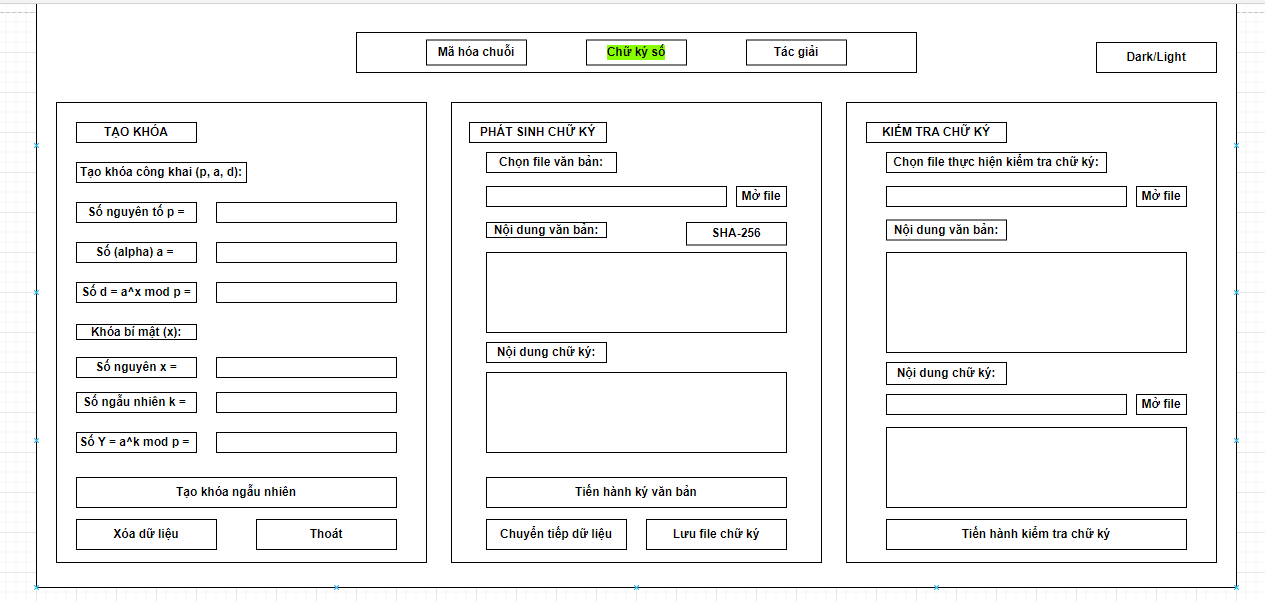 Mã hóa chuỗi
Chữ ký số
Tác giải
Dark/Light
TẠO KHÓA
Tạo khóa công khai (p, a, d):
Số nguyên tố p =
Số (alpha) a =
Số d = a^x mod p =
Khóa bí mật (x):
Số nguyên x =
Số ngẫu nhiên k =
Số Y = a^k mod p =
Tạo khóa ngẫu nhiên
Xóa dữ liệu
Thoát
PHÁT SINH CHỮ KÝ
Chọn file văn bản:
Mở file
Nội dung văn bản:
SHA-256
Nội dung chữ ký:
Tiến hành ký văn bản
Chuyển tiếp dữ liệu
Lưu file chữ ký
KIỂM TRA CHỮ KÝ
Chọn file thực hiện kiểm tra chữ ký:
Mở file
Nội dung văn bản:
Nội dung chữ ký:
Mở file
Tiến hành kiểm tra chữ ký